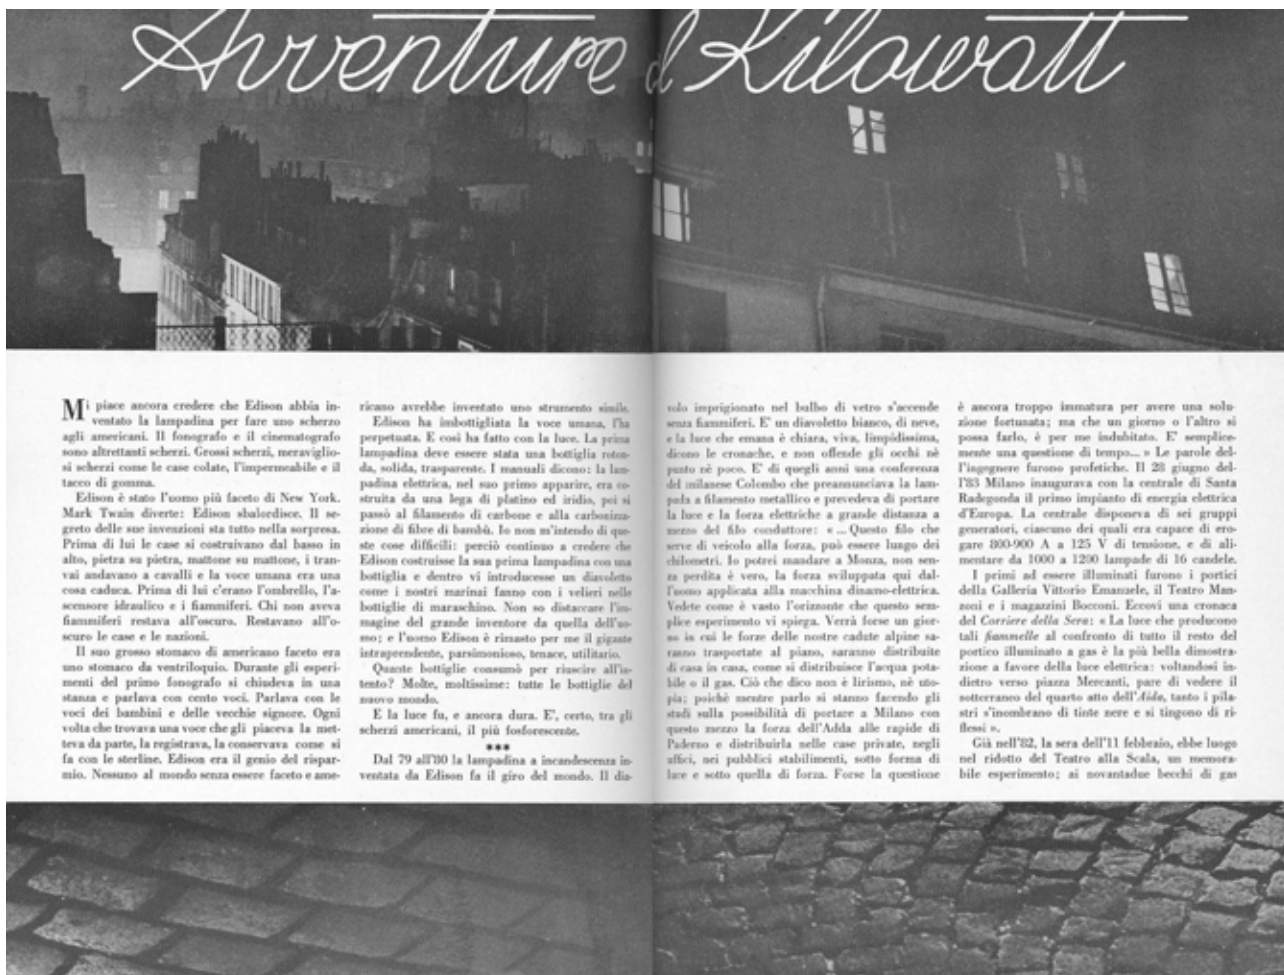 Avventure d Kilowatt
Mi piace ancora credere che Edison abbia in-
ventato la lampadina per fare uno scherzo
agli americani. Il fonografo e il cinematografo
sono altrettanti scherzi. Grossi scherzi, meraviglio-
si scherzi come le case colate, l'impermeabile e il
tacco di gomma.
Edison è stato l'uomo più faceto di New York.
Mark Twain diverte: Edison sbalordisce. Il se-
greto delle sue invenzioni sta tutto nella sorpresa.
Prima di lui le case si costruivano dal basso in
alto, pietra su pietra, mattone su mattone, i tran-
vai andavano a cavalli e la voce umana era una
cosa caduca. Prima di lui c'erano l'ombrello, l'a-
scensore idraulico e i fiammiferi. Chi non aveva
fiammiferi restava all'oscuro. Restavano all'o-
scuro le case e le nazioni.
Il suo grosso stomaco di americano faceto era
uno stomaco da ventriloquio. Durante gli esperi-
menti del primo fonografo si chiudeva in una
stanza e parlava con cento voci. Parlava con le
voci dei bambini e delle vecchie signore. Ogni
volta che trovava una voce che gli piaceva la met-
teva da parte, la registrava, la conservava come si
fa con le sterline. Edison era il genio del rispar-
mio. Nessuno al mondo senza essere faceto e ame-
ricano avrebbe inventato uno strumento simile.
Edison ha imbottigliata la voce umana, l'ha
perpetuata. E così ha fatto con la luce. La prima
lampadina deve essere stata una bottiglia roton-
da, solida, trasparente. I manuali dicono: la lam-
padina elettrica, nel suo primo apparire, era co-
struita da una lega di platino ed iridio, poi si
passò al filamento di carbone e alla carbonizza-
zione di fibre di bambù. Io non m'intendo di que-
ste cose difficili: perciò continuo a credere che
Edison costruisse la sua prima lampadina con una
bottiglia e dentro vi introducesse un diavoletto
come i nostri marinai fanno con i velieri nelle
bottiglie di maraschino. Non so distaccare l'im-
magine del grande inventore da quella dell'uo-
mo; e l'uomo Edison è rimasto per me il gigante
intraprendente, parsimonioso, tenace, utilitario.
Quante bottiglie consumò per riuscire all'in-
tento? Molte, moltissime: tutte le bottiglie del
nuovo mondo.
E la luce fu, e ancora dura. E', certo, tra gli
scherzi americani, il più fosforescente.
***
Dal 79 all'80 la lampadina a incandescenza in-
ventata da Edison fa il giro del mondo. Il dia-
volo imprigionato nel bulbo di vetro s'accende
senza fiammiferi. E' un diavoletto bianco, di neve,
e la luce che emana è chiara, viva, limpidissima,
dicono le cronache, e non offende gli occhi nè
punto nè poco. E' di quegli anni una conferenza
del milanese Colombo che preannunciava la lam-
pada a filamento metallico e prevedeva di portare
la luce e la forza elettriche a grande distanza a
mezzo del filo conduttore: « ... Questo filo che
serve di veicolo alla forza, può essere lungo dei
chilometri. Io potrei mandare a Monza, non sen-
za perdita è vero, la forza sviluppata qui dal-
l'uomo applicata alla macchina dinamo-elettrica.
Vedete come è vasto l'orizzonte che questo sem-
plice esperimento vi spiega. Verrà forse un gior-
no in cui le forze delle nostre cadute alpine sa-
ranno trasportate al piano, saranno distribuite
di casa in casa, come si distribuisce l'acqua pota-
bile o il gas. Ciò che dico non è lirismo, nè uto-
pia; poichè mentre parlo si stanno facendo gli
studi sulla possibilità di portare a Milano con
questo mezzo la forza dell'Adda alle rapide di
Paderno e distribuirla nelle case private, negli
uffici, nei pubblici stabilimenti, sotto forma di
luce e sotto quella di forza. Forse la questione
è ancora troppo immatura per avere una solu-
zione fortunata; ma che un giorno o l'altro si
possa farlo, è per me indubitato. E' semplice-
mente una questione di tempo... » Le parole del-
l'ingegnere furono profetiche. Il 28 giugno del-
l'83 Milano inaugurava con la centrale di Santa
Radegonda il primo impianto di energia elettrica
d'Europa. La centrale disponeva di sei gruppi
generatori, ciascuno dei quali era capace di ero-
gare 800-900 A a 125 V di tensione, e di ali-
mentare da 1000 a 1200 lampade di 16 candele.
I primi ad essere illuminati furono i portici
della Galleria Vittorio Emanuele, il Teatro Man-
zoni e i magazzini Bocconi. Eccovi una cronaca
del Corriere della Sera: « La luce che producono
tali fiammelle al confronto di tutto il resto del
portico illuminato a gas è la più bella dimostra-
zione a favore della luce elettrica: voltandosi in-
dietro verso piazza Mercanti, pare di vedere il
sotterraneo del quarto atto dell'Aida, tanto i pila-
stri s'inombrano di tinte nere e si tingono di ri-
flessi ».
Già nell'82, la sera dell'11 febbraio, ebbe luogo
nel ridotto del Teatro alla Scala, un memora-
bile esperimento; ai novantadue becchi di gas